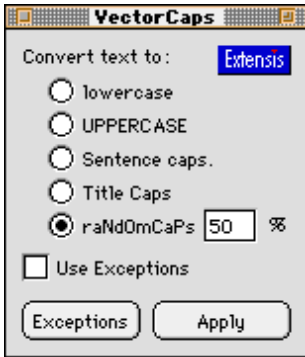 VectorCaps
Convert text to: Extensis
lowercase
UPPERCASE
Sentence caps.
Title Caps
raNdOmCaPs 50 %
Use Exceptions
Exceptions Apply